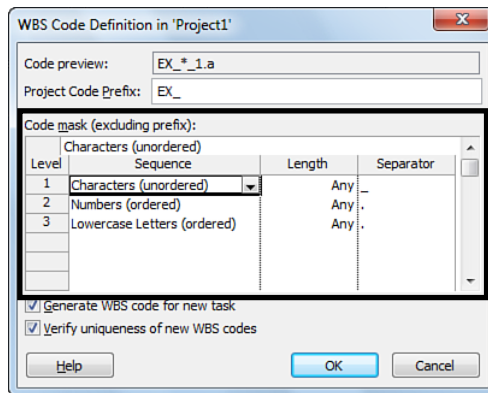 WBS Code Definition in 'Project1'
Code preview: EX_*_1.a
Project Code Prefix: EX_
Code mask (excluding prefix):
Characters (unordered)
Level Sequence Length Separator
1 Characters (unordered) Any _
2 Numbers (ordered) Any .
3 Lowercase Letters (ordered) Any .
Generate WBS code for new task
Verify uniqueness of new WBS codes
Help OK Cancel